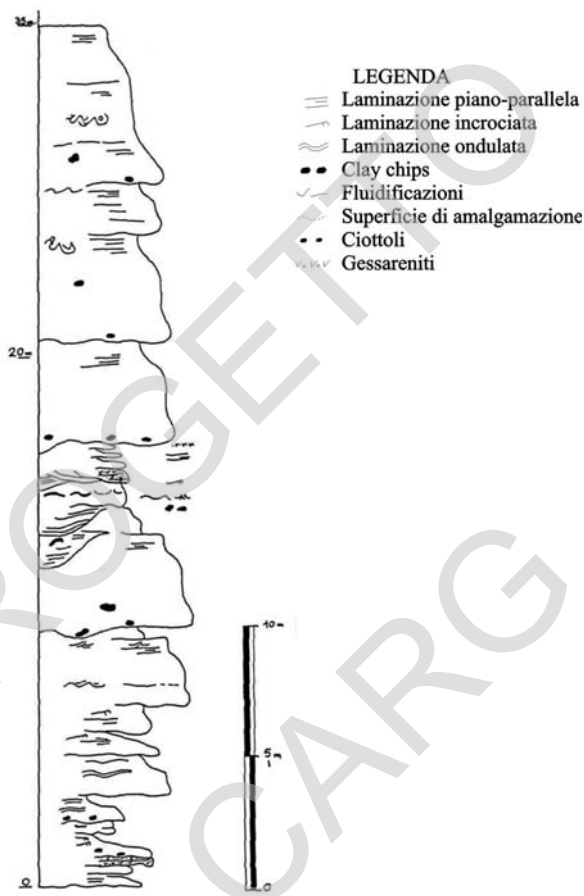 35m
LEGENDA
Laminazione piano-parallela
Laminazione incrociata
Laminazione ondulata
Clay chips
Fluidificazioni
Superficie di amalgamazione
Ciottoli
Gessareniti
20m
10m
5m
0
0
PROGETTO
CARG